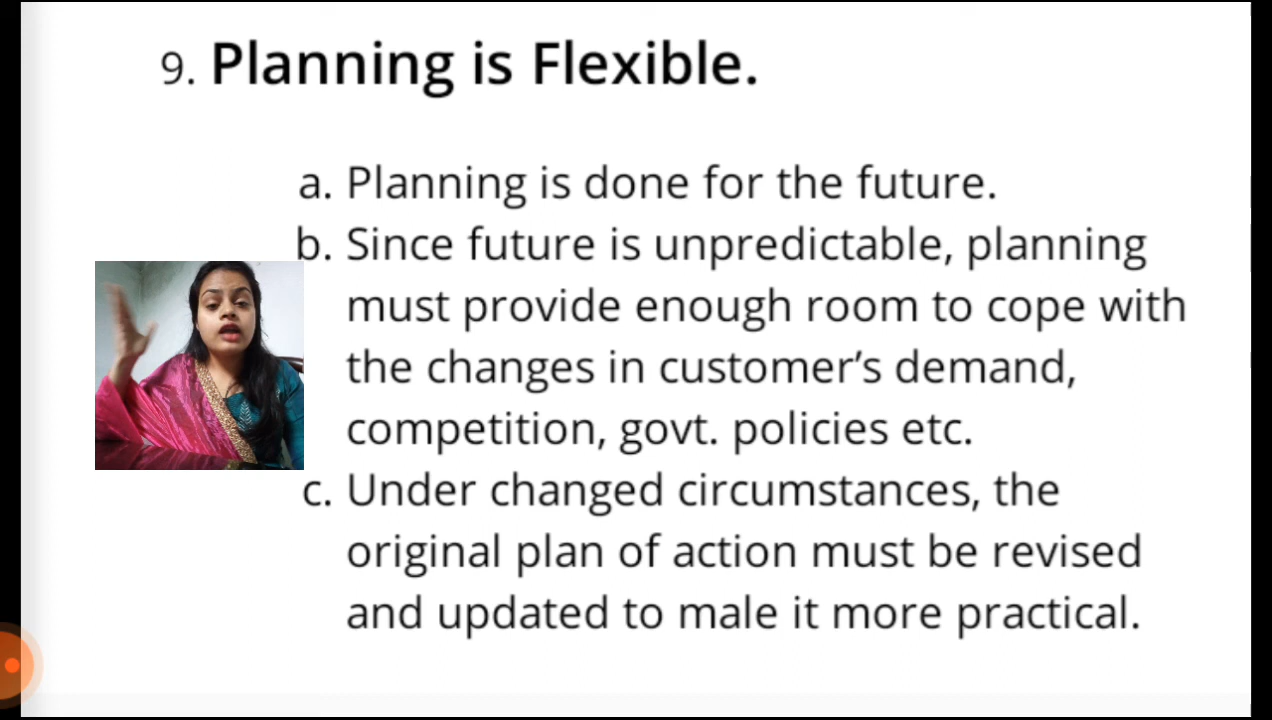 9. Planning is Flexible.
a. Planning is done for the future.
b. Since future is unpredictable, planning
must provide enough room to cope with
the changes in customer’s demand,
competition, govt. policies etc.
c. Under changed circumstances, the
original plan of action must be revised
and updated to male it more practical.